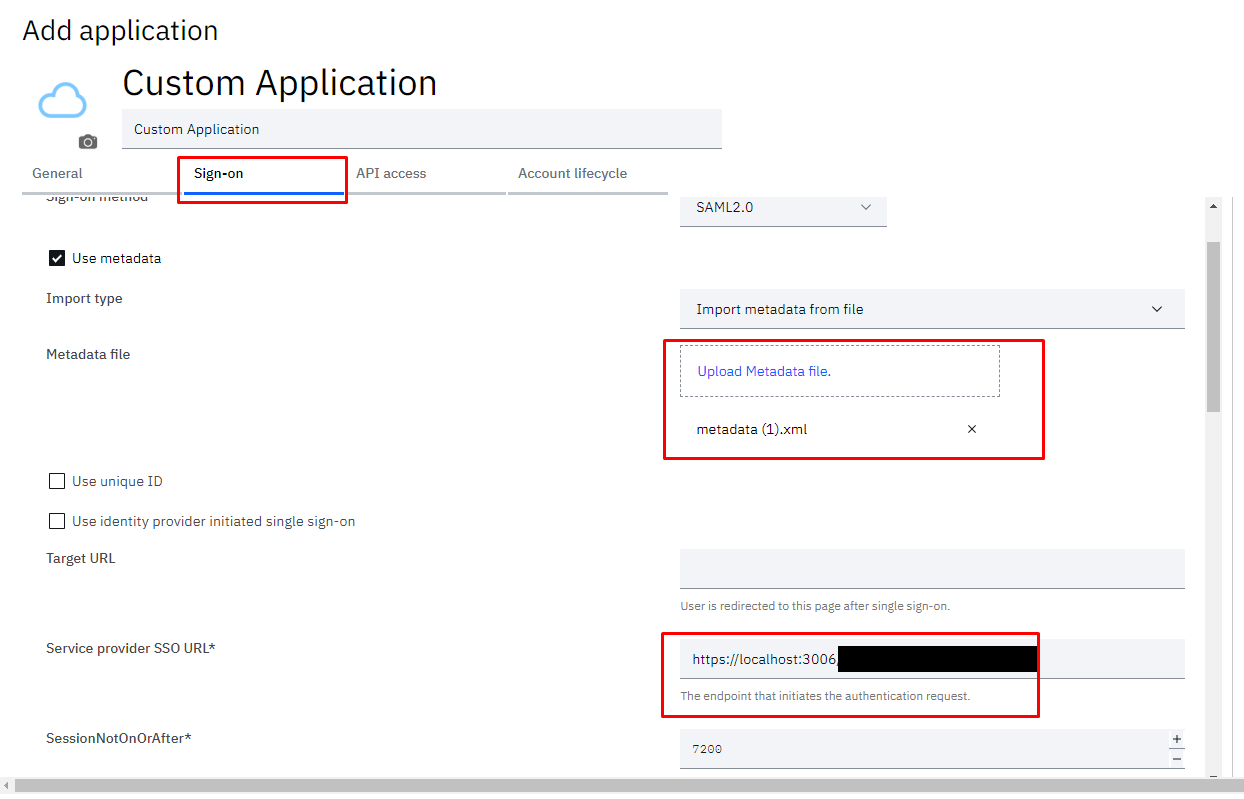 Add application
Custom Application
Custom Application
General Sign-on API access Account lifecycle
Sign-on method SAML2.0
Use metadata
Import type Import metadata from file
Metadata file Upload Metadata file.
metadata (1).xml
Use unique ID
Use identity provider initiated single sign-on
Target URL
User is redirected to this page after single sign-on.
Service provider SSO URL* https://localhost:3006/
The endpoint that initiates the authentication request.
SessionNotOnOrAfter* 7200